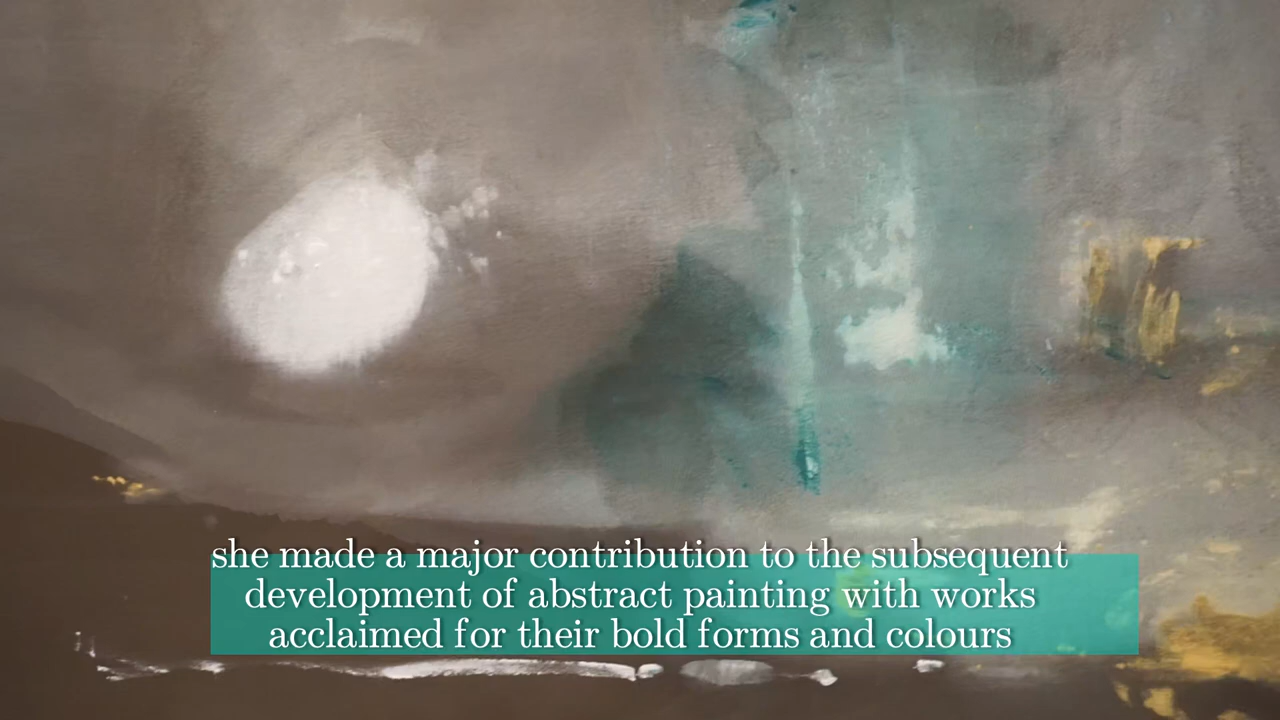 she made a major contribution to the subsequent
development of abstract painting with works
acclaimed for their bold forms and colours